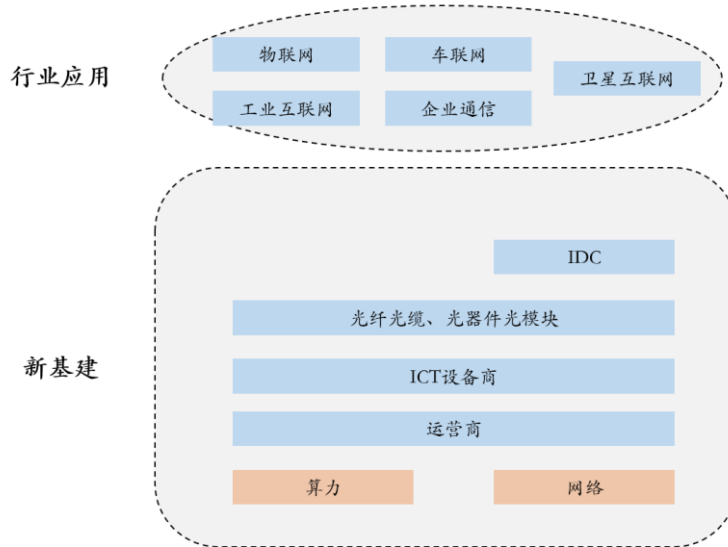 行业应用
物联网
车联网
卫星互联网
工业互联网
企业通信
新基建
IDC
光纤光缆、光器件光模块
ICT设备商
运营商
算力
网络